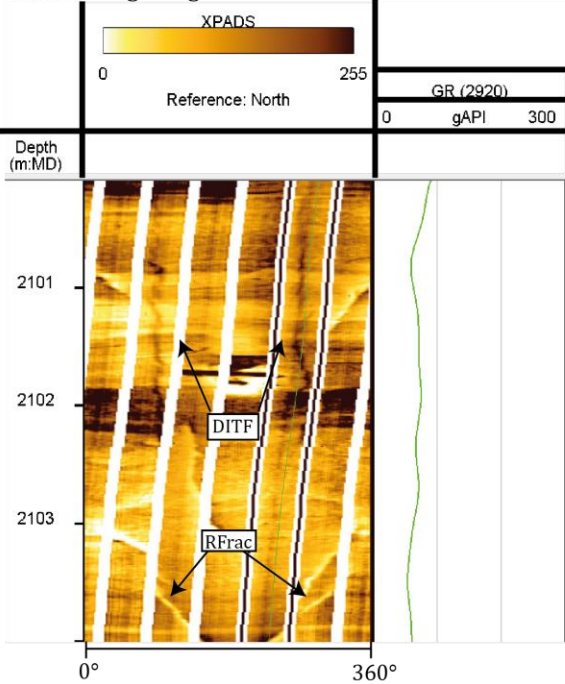 XPADS
0 255
Reference: North
GR (2920)
0 gAPI 300
Depth
(m:MD)
2101
2102
DITF
2103
RFrac
0° 360°